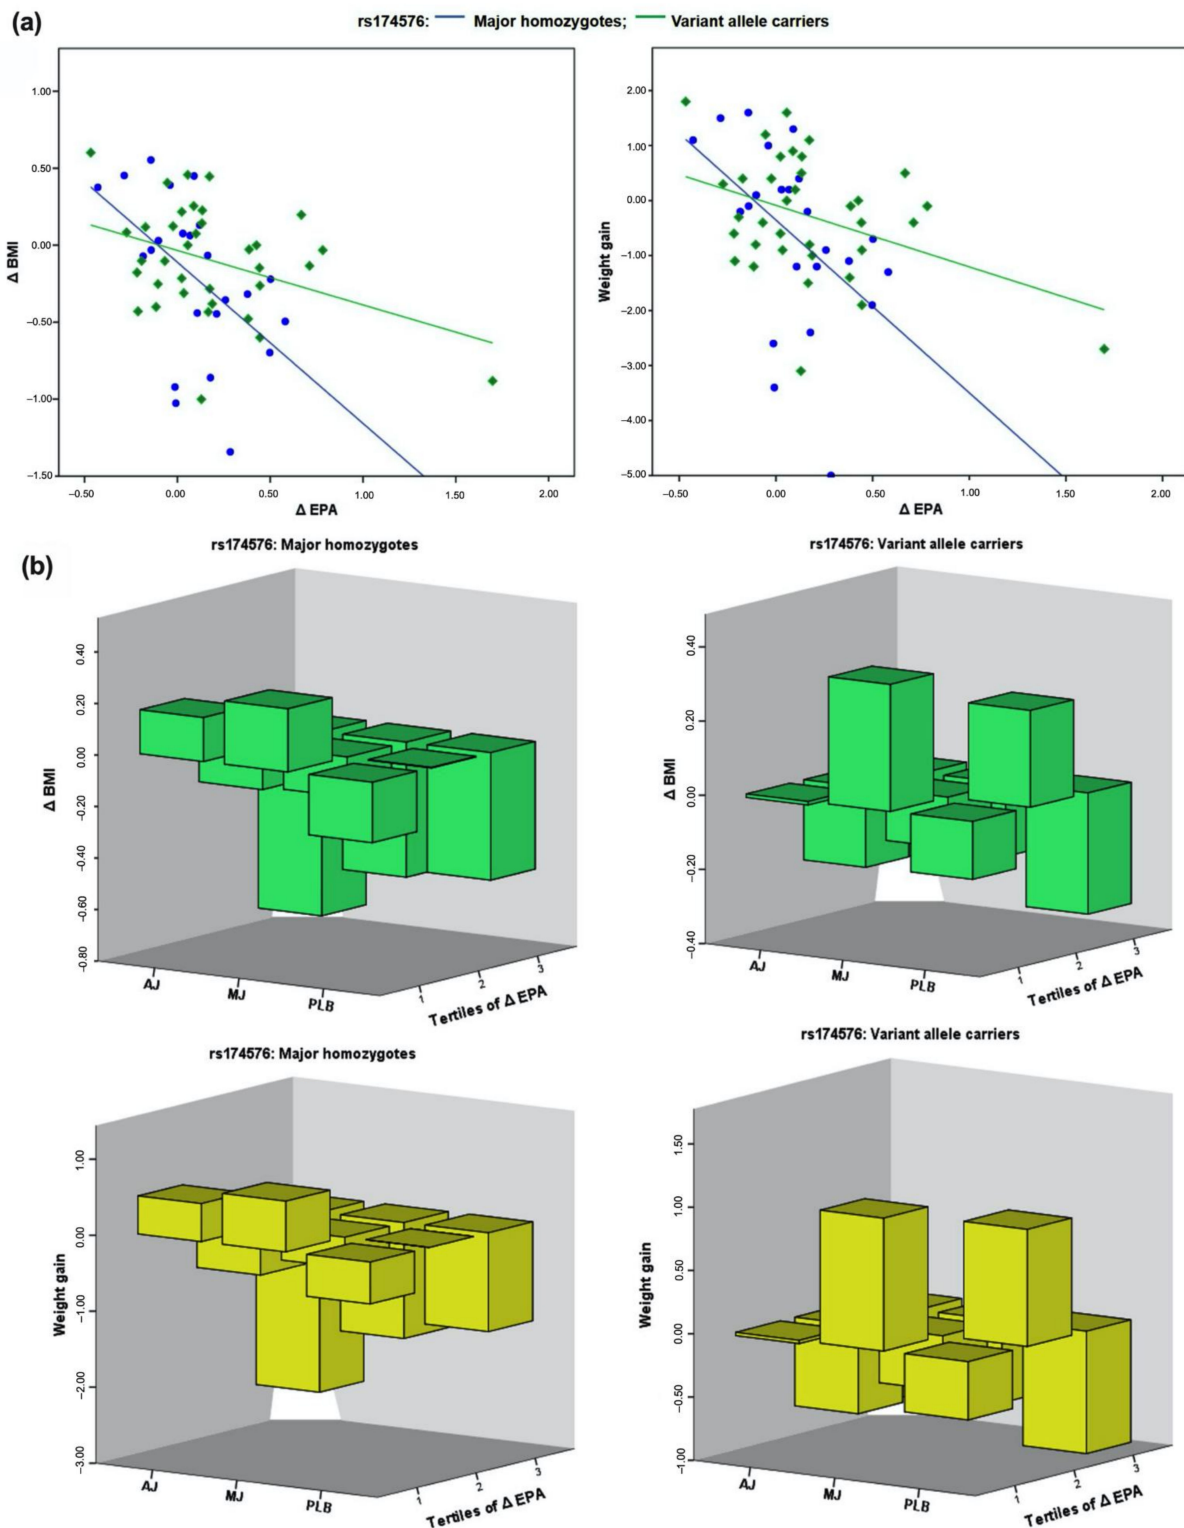 (a)
rs174576: Major homozygotes; Variant allele carriers
1.00
0.50
0.00
−0.50
−1.00
−1.50
Δ BMI
−0.50 0.00 0.50 1.00 1.50 2.00
Δ EPA
2.00
1.00
0.00
−1.00
−2.00
−3.00
−4.00
−5.00
Weight gain
−0.50 0.00 0.50 1.00 1.50 2.00
Δ EPA
(b)
rs174576: Major homozygotes
0.40
0.20
0.00
-0.20
-0.40
-0.60
-0.80
Δ BMI
AJ MJ PLB
1 2 3
Tertiles of Δ EPA
rs174576: Variant allele carriers
0.40
0.20
0.00
-0.20
-0.40
Δ BMI
AJ MJ PLB
1 2 3
Tertiles of Δ EPA
rs174576: Major homozygotes
1.00
0.00
-1.00
-2.00
-3.00
Weight gain
AJ MJ PLB
1 2 3
Tertiles of Δ EPA
rs174576: Variant allele carriers
1.50
1.00
0.50
0.00
-0.50
-1.00
Weight gain
AJ MJ PLB
1 2 3
Tertiles of Δ EPA